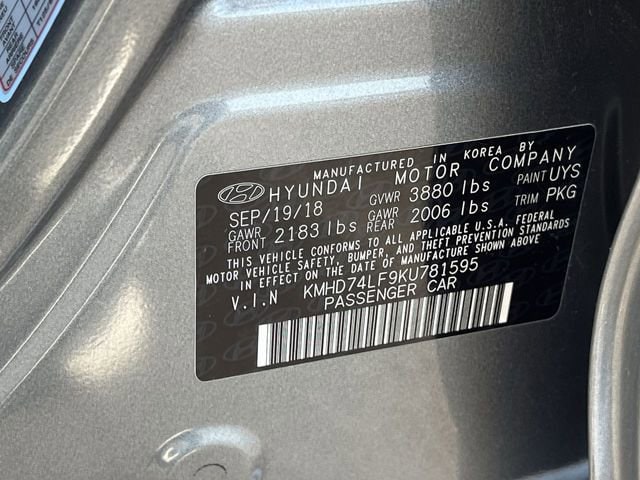 MANUFACTURED IN KOREA BY
HYUNDAI MOTOR COMPANY
SEP/19/18 GVWR 3880 lbs PAINT UYS
GAWR FRONT 2183 lbs GAWR REAR 2006 lbs TRIM PKG
THIS VEHICLE CONFORMS TO ALL APPLICABLE U.S.A. FEDERAL
MOTOR VEHICLE SAFETY, BUMPER, AND THEFT STANDARDS IN EFFECT
ON THE DATE OF MANUFACTURE SHOWN ABOVE.
V.I.N KMHD74LF9KU781595
PASSENGER CAR